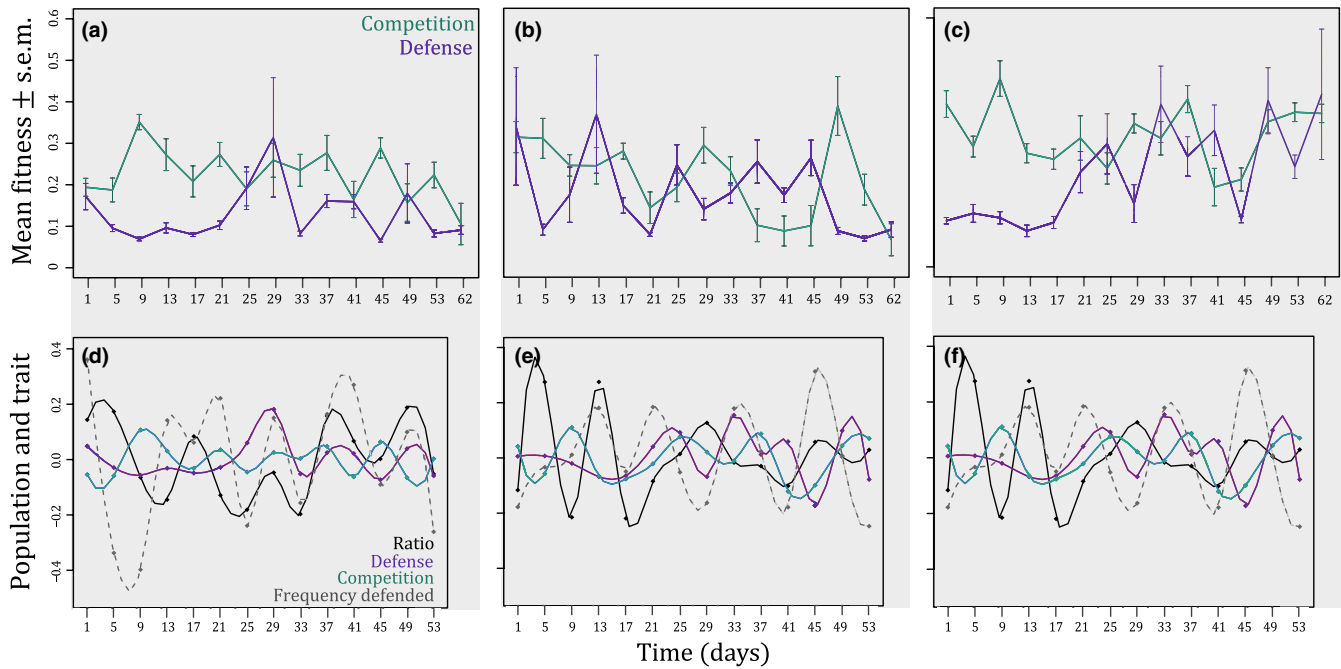 Mean fitness ± s.e.m.
(a)
Competition
Defense
0.6
0.5
0.4
0.3
0.2
0.1
0
1 5 9 13 17 21 25 29 33 37 41 45 49 53 62
(b)
1 5 9 13 17 21 25 29 33 37 41 45 49 53 62
(c)
1 5 9 13 17 21 25 29 33 37 41 45 49 53 62
Population and trait
(d)
0.4
0.2
0.0
−0.2
−0.4
Ratio
Defense
Competition
Frequency defended
1 5 9 13 17 21 25 29 33 37 41 45 49 53
(e)
1 5 9 13 17 21 25 29 33 37 41 45 49 53
(f)
1 5 9 13 17 21 25 29 33 37 41 45 49 53
Time (days)